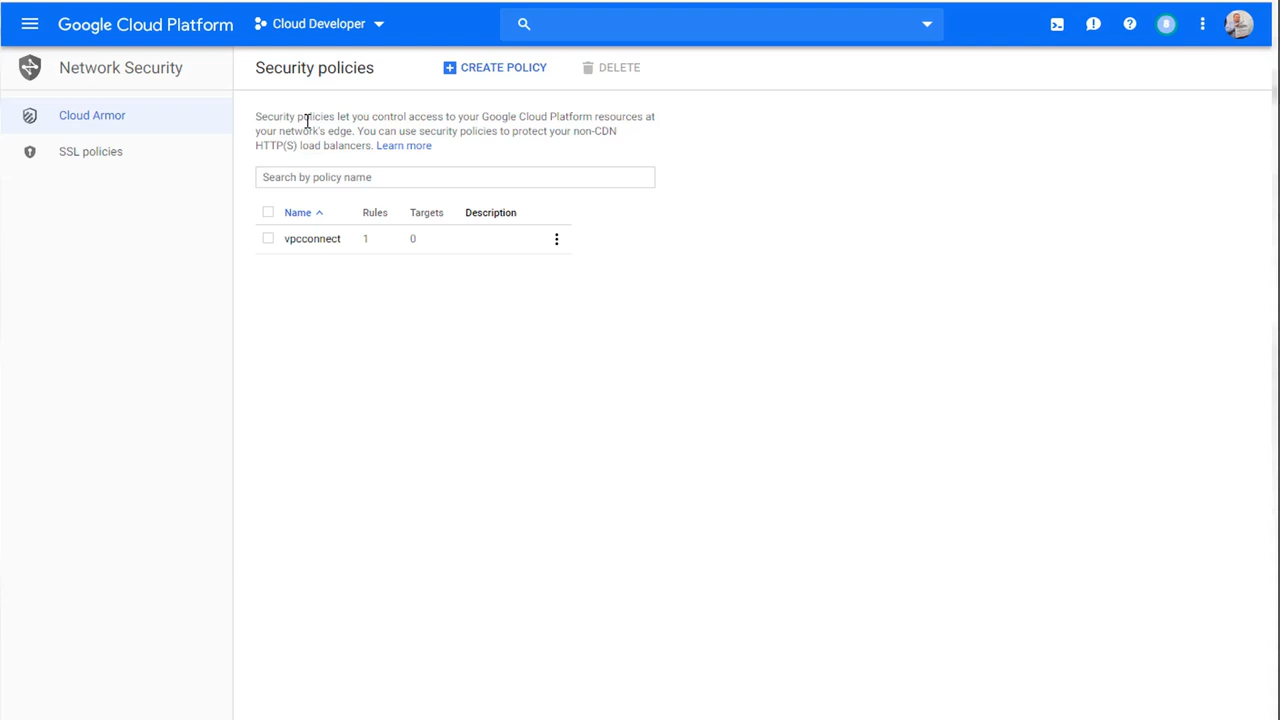 Google Cloud Platform
Cloud Developer
8
Network Security
Security policies
CREATE POLICY
DELETE
Cloud Armor
SSL policies
Security policies let you control access to your Google Cloud Platform resources at
your network's edge. You can use security policies to protect your non-CDN
HTTP(S) load balancers. Learn more
Search by policy name
Name Rules Targets Description
vpcconnect 1 0